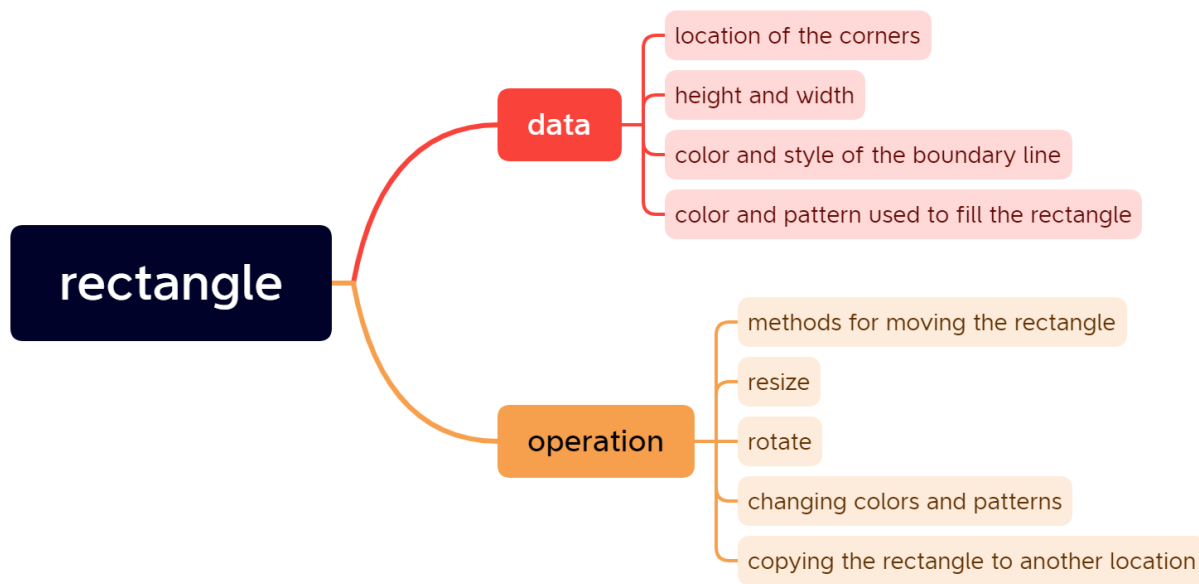 rectangle
data
location of the corners
height and width
color and style of the boundary line
color and pattern used to fill the rectangle
operation
methods for moving the rectangle
resize
rotate
changing colors and patterns
copying the rectangle to another location